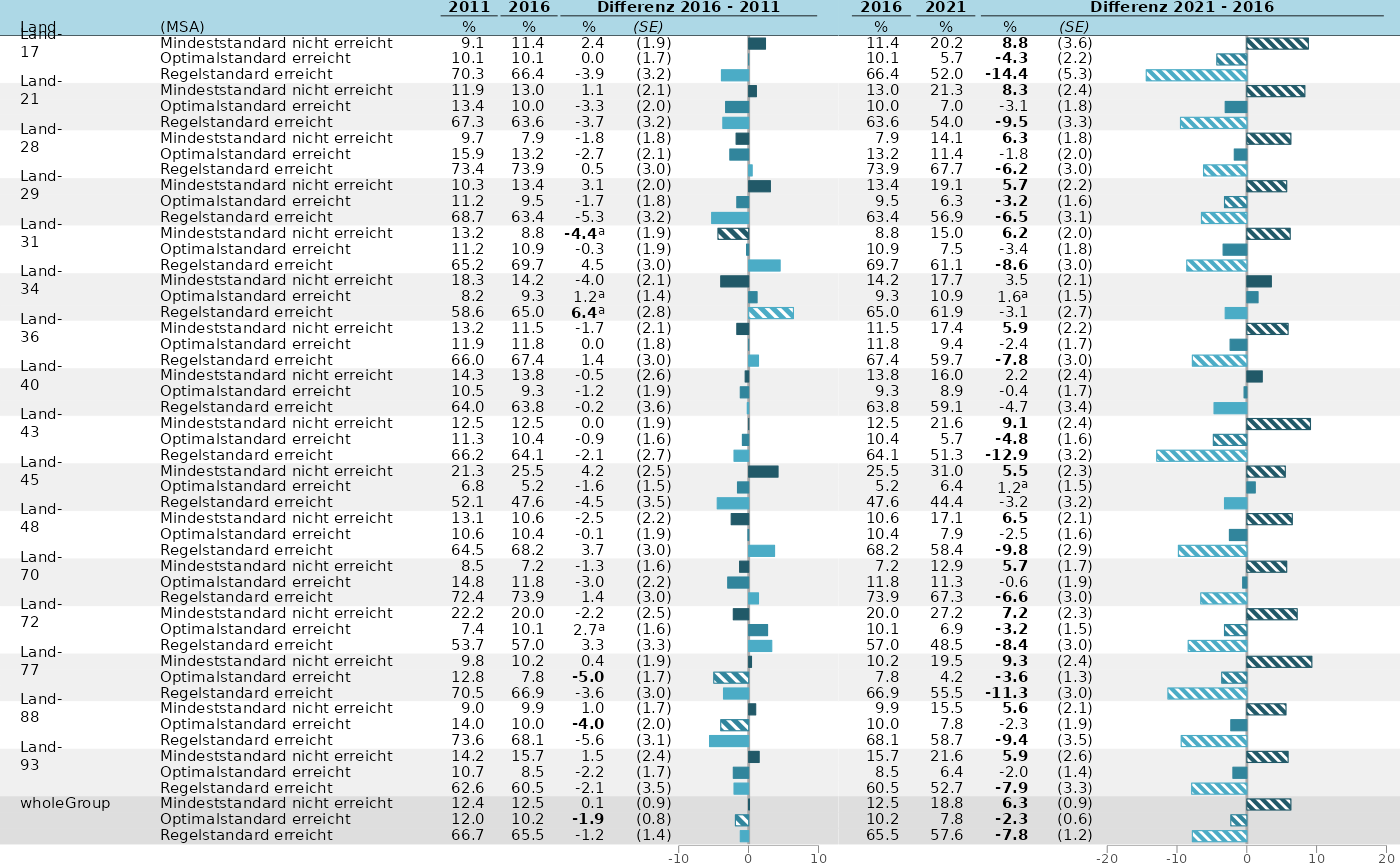 2011 2016 Differenz 2016 - 2011 2016 2021 Differenz 2021 - 2016
Land (MSA) % % % (SE) % % % (SE)
Land-17 Mindeststandard nicht erreicht 9.1 11.4 2.4 (1.9) 11.4 20.2 8.8 (3.6)
Optimalstandard erreicht 10.1 10.1 0.0 (1.7) 10.1 5.7 -4.3 (2.2)
Regelstandard erreicht 70.3 66.4 -3.9 (3.2) 66.4 52.0 -14.4 (5.3)
Land-21 Mindeststandard nicht erreicht 11.9 13.0 1.1 (2.1) 13.0 21.3 8.3 (2.4)
Optimalstandard erreicht 13.4 10.0 -3.3 (2.0) 10.0 7.0 -3.1 (1.8)
Regelstandard erreicht 67.3 63.6 -3.7 (3.2) 63.6 54.0 -9.5 (3.3)
Land-28 Mindeststandard nicht erreicht 9.7 7.9 -1.8 (1.8) 7.9 14.1 6.3 (1.8)
Optimalstandard erreicht 15.9 13.2 -2.7 (2.1) 13.2 11.4 -1.8 (2.0)
Regelstandard erreicht 73.4 73.9 0.5 (3.0) 73.9 67.7 -6.2 (3.0)
Land-29 Mindeststandard nicht erreicht 10.3 13.4 3.1 (2.0) 13.4 19.1 5.7 (2.2)
Optimalstandard erreicht 11.2 9.5 -1.7 (1.8) 9.5 6.3 -3.2 (1.6)
Regelstandard erreicht 68.7 63.4 -5.3 (3.2) 63.4 56.9 -6.5 (3.1)
Land-31 Mindeststandard nicht erreicht 13.2 8.8 -4.4ª (1.9) 8.8 15.0 6.2 (2.0)
Optimalstandard erreicht 11.2 10.9 -0.3 (1.9) 10.9 7.5 -3.4 (1.8)
Regelstandard erreicht 65.2 69.7 4.5 (3.0) 69.7 61.1 -8.6 (3.0)
Land-34 Mindeststandard nicht erreicht 18.3 14.2 -4.0 (2.1) 14.2 17.7 3.5 (2.1)
Optimalstandard erreicht 8.2 9.3 1.2ª (1.4) 9.3 10.9 1.6ª (1.5)
Regelstandard erreicht 58.6 65.0 6.4ª (2.8) 65.0 61.9 -3.1 (2.7)
Land-36 Mindeststandard nicht erreicht 13.2 11.5 -1.7 (2.1) 11.5 17.4 5.9 (2.2)
Optimalstandard erreicht 11.9 11.8 0.0 (1.8) 11.8 9.4 -2.4 (1.7)
Regelstandard erreicht 66.0 67.4 1.4 (3.0) 67.4 59.7 -7.8 (3.0)
Land-40 Mindeststandard nicht erreicht 14.3 13.8 -0.5 (2.6) 13.8 16.0 2.2 (2.4)
Optimalstandard erreicht 10.5 9.3 -1.2 (1.9) 9.3 8.9 -0.4 (1.7)
Regelstandard erreicht 64.0 63.8 -0.2 (3.6) 63.8 59.1 -4.7 (3.4)
Land-43 Mindeststandard nicht erreicht 12.5 12.5 0.0 (1.9) 12.5 21.6 9.1 (2.4)
Optimalstandard erreicht 11.3 10.4 -0.9 (1.6) 10.4 5.7 -4.8 (1.6)
Regelstandard erreicht 66.2 64.1 -2.1 (2.7) 64.1 51.3 -12.9 (3.2)
Land-45 Mindeststandard nicht erreicht 21.3 25.5 4.2 (2.5) 25.5 31.0 5.5 (2.3)
Optimalstandard erreicht 6.8 5.2 -1.6 (1.5) 5.2 6.4 1.2ª (1.5)
Regelstandard erreicht 52.1 47.6 -4.5 (3.5) 47.6 44.4 -3.2 (3.2)
Land-48 Mindeststandard nicht erreicht 13.1 10.6 -2.5 (2.2) 10.6 17.1 6.5 (2.1)
Optimalstandard erreicht 10.6 10.4 -0.1 (1.9) 10.4 7.9 -2.5 (1.6)
Regelstandard erreicht 64.5 68.2 3.7 (3.0) 68.2 58.4 -9.8 (2.9)
Land-70 Mindeststandard nicht erreicht 8.5 7.2 -1.3 (1.6) 7.2 12.9 5.7 (1.7)
Optimalstandard erreicht 14.8 11.8 -3.0 (2.2) 11.8 11.3 -0.6 (1.9)
Regelstandard erreicht 72.4 73.9 1.4 (3.0) 73.9 67.3 -6.6 (3.0)
Land-72 Mindeststandard nicht erreicht 22.2 20.0 -2.2 (2.5) 20.0 27.2 7.2 (2.3)
Optimalstandard erreicht 7.4 10.1 2.7ª (1.6) 10.1 6.9 -3.2 (1.5)
Regelstandard erreicht 53.7 57.0 3.3 (3.3) 57.0 48.5 -8.4 (3.0)
Land-77 Mindeststandard nicht erreicht 9.8 10.2 0.4 (1.9) 10.2 19.5 9.3 (2.4)
Optimalstandard erreicht 12.8 7.8 -5.0 (1.7) 7.8 4.2 -3.6 (1.3)
Regelstandard erreicht 70.5 66.9 -3.6 (3.0) 66.9 55.5 -11.3 (3.0)
Land-88 Mindeststandard nicht erreicht 9.0 9.9 1.0 (1.7) 9.9 15.5 5.6 (2.1)
Optimalstandard erreicht 14.0 10.0 -4.0 (2.0) 10.0 7.8 -2.3 (1.9)
Regelstandard erreicht 73.6 68.1 -5.6 (3.1) 68.1 58.7 -9.4 (3.5)
Land-93 Mindeststandard nicht erreicht 14.2 15.7 1.5 (2.4) 15.7 21.6 5.9 (2.6)
Optimalstandard erreicht 10.7 8.5 -2.2 (1.7) 8.5 6.4 -2.0 (1.4)
Regelstandard erreicht 62.6 60.5 -2.1 (3.5) 60.5 52.7 -7.9 (3.3)
wholeGroup Mindeststandard nicht erreicht 12.4 12.5 0.1 (0.9) 12.5 18.8 6.3 (0.9)
Optimalstandard erreicht 12.0 10.2 -1.9 (0.8) 10.2 7.8 -2.3 (0.6)
Regelstandard erreicht 66.7 65.5 -1.2 (1.4) 65.5 57.6 -7.8 (1.2)
-10 0 10 -20 -10 0 10 20